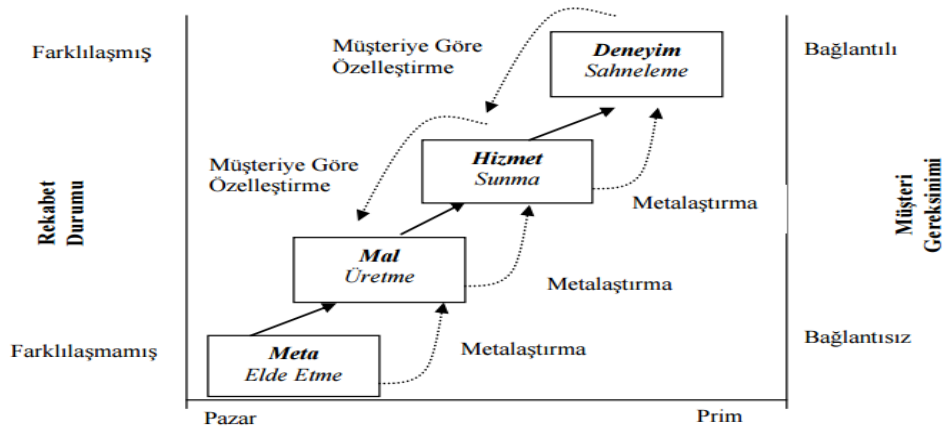 Farklılaşmış
Müşteriye Göre
Özelleştirme
Deneyim
Sahneleme
Bağlantılı
Müşteriye Göre
Özelleştirme
Hizmet
Sunma
Metalaştırma
Rekabet
Durumu
Müşteri
Gereksinimi
Mal
Üretme
Metalaştırma
Farklılaşmamış
Meta
Elde Etme
Metalaştırma
Bağlantısız
Pazar
Prim